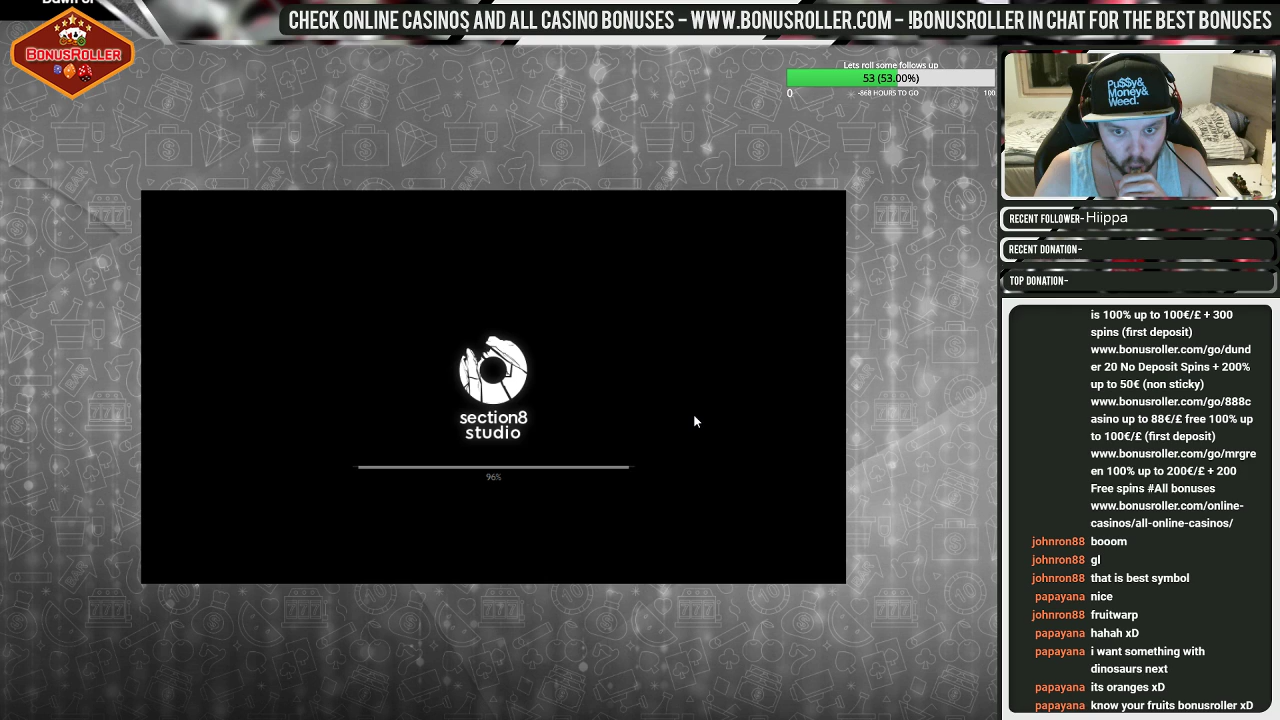 CHECK ONLINE CASINOS AND ALL CASINO BONUSES - WWW.BONUSROLLER.COM - !BONUSROLLER IN CHAT FOR THE BEST BONUSES
BONUSROLLER
Lets roll some follows up
53 (53.00%)
0
-868 HOURS TO GO
100
Pu$$y&
Money&
Weed.
RECENT FOLLOWER- Hiippa
RECENT DONATION-
TOP DONATION-
section8
studio
96%
is 100% up to 100€/£ + 300
spins (first deposit)
www.bonusroller.com/go/dund
er 20 No Deposit Spins + 200%
up to 50€ (non sticky)
www.bonusroller.com/go/888c
asino up to 88€/£ free 100% up
to 100€/£ (first deposit)
www.bonusroller.com/go/mrgre
en 100% up to 200€/£ + 200
Free spins #All bonuses
www.bonusroller.com/online-
casinos/all-online-casinos/
johnron88 booom
johnron88 gl
johnron88 that is best symbol
papayana nice
johnron88 fruitwarp
papayana hahah xD
papayana i want something with
dinosaurs next
papayana its oranges xD
papayana know your fruits bonusroller xD